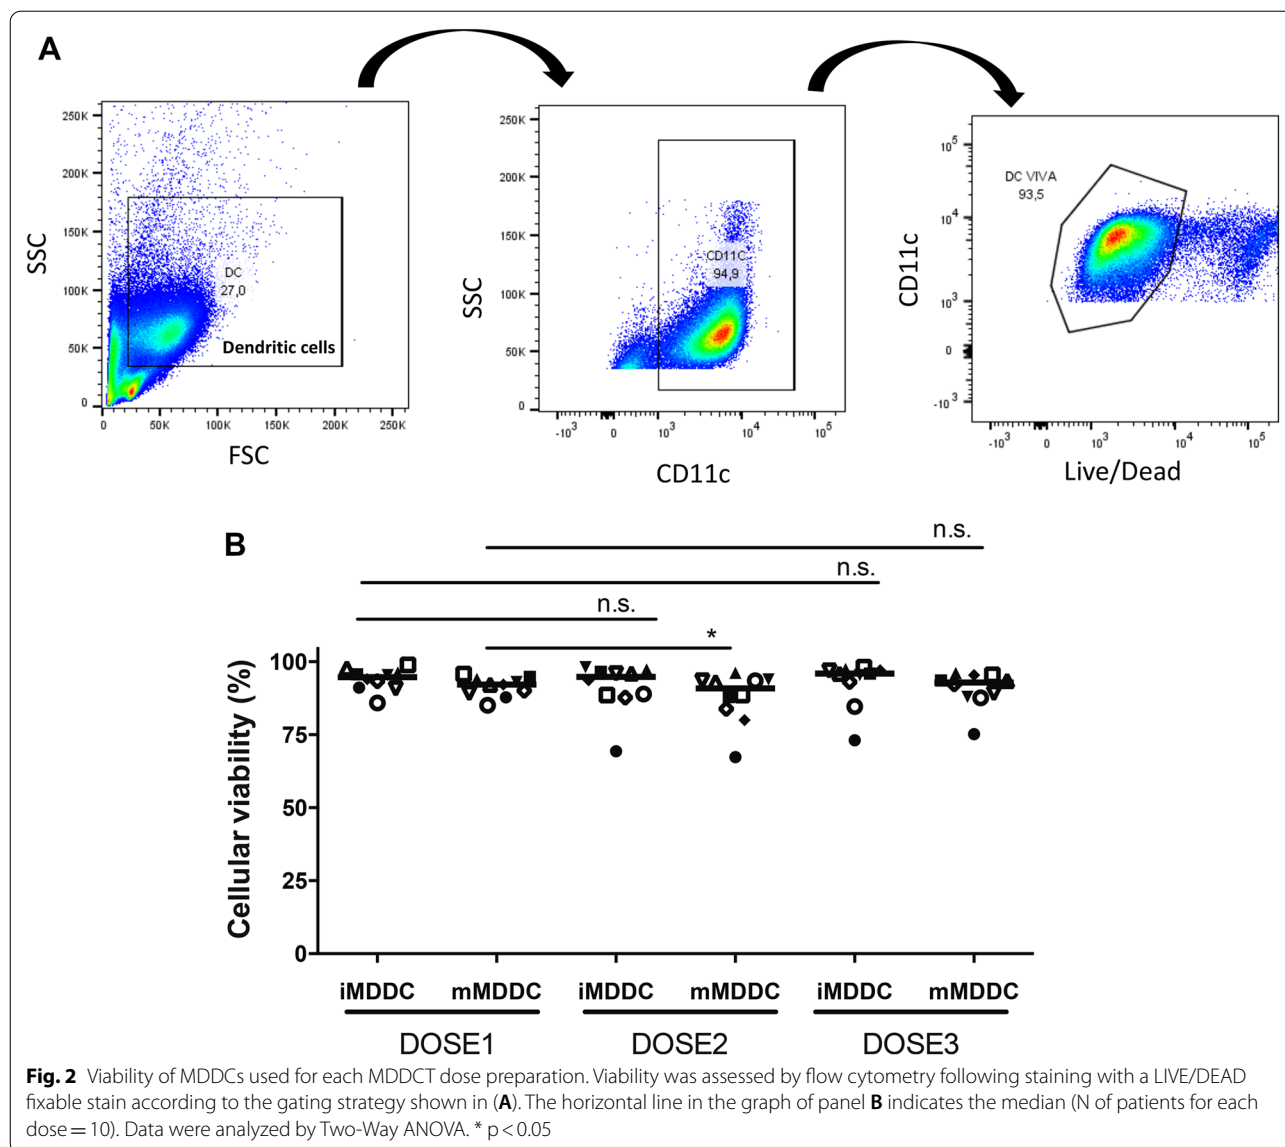 A
250K
200K
150K
100K
50K
0
SSC
DC
27,0
Dendritic cells
0 50K 100K 150K 200K 250K
FSC
250K
200K
150K
100K
50K
0
SSC
CD11C
94,9
-10³ 0 10³ 10⁴ 10⁵
CD11c
10⁵
10⁴
10³
0
-10³
CD11c
DC VIVA
93,5
-10³ 0 10³ 10⁴ 10⁵
Live/Dead
B
n.s.
n.s.
n.s.
*
100
75
50
25
0
Cellular viability (%)
iMDDC mMDDC iMDDC mMDDC iMDDC mMDDC
DOSE1 DOSE2 DOSE3
Fig. 2 Viability of MDDCs used for each MDDCT dose preparation. Viability was assessed by flow cytometry following staining with a LIVE/DEAD
fixable stain according to the gating strategy shown in (A). The horizontal line in the graph of panel B indicates the median (N of patients for each
dose = 10). Data were analyzed by Two-Way ANOVA. * p < 0.05